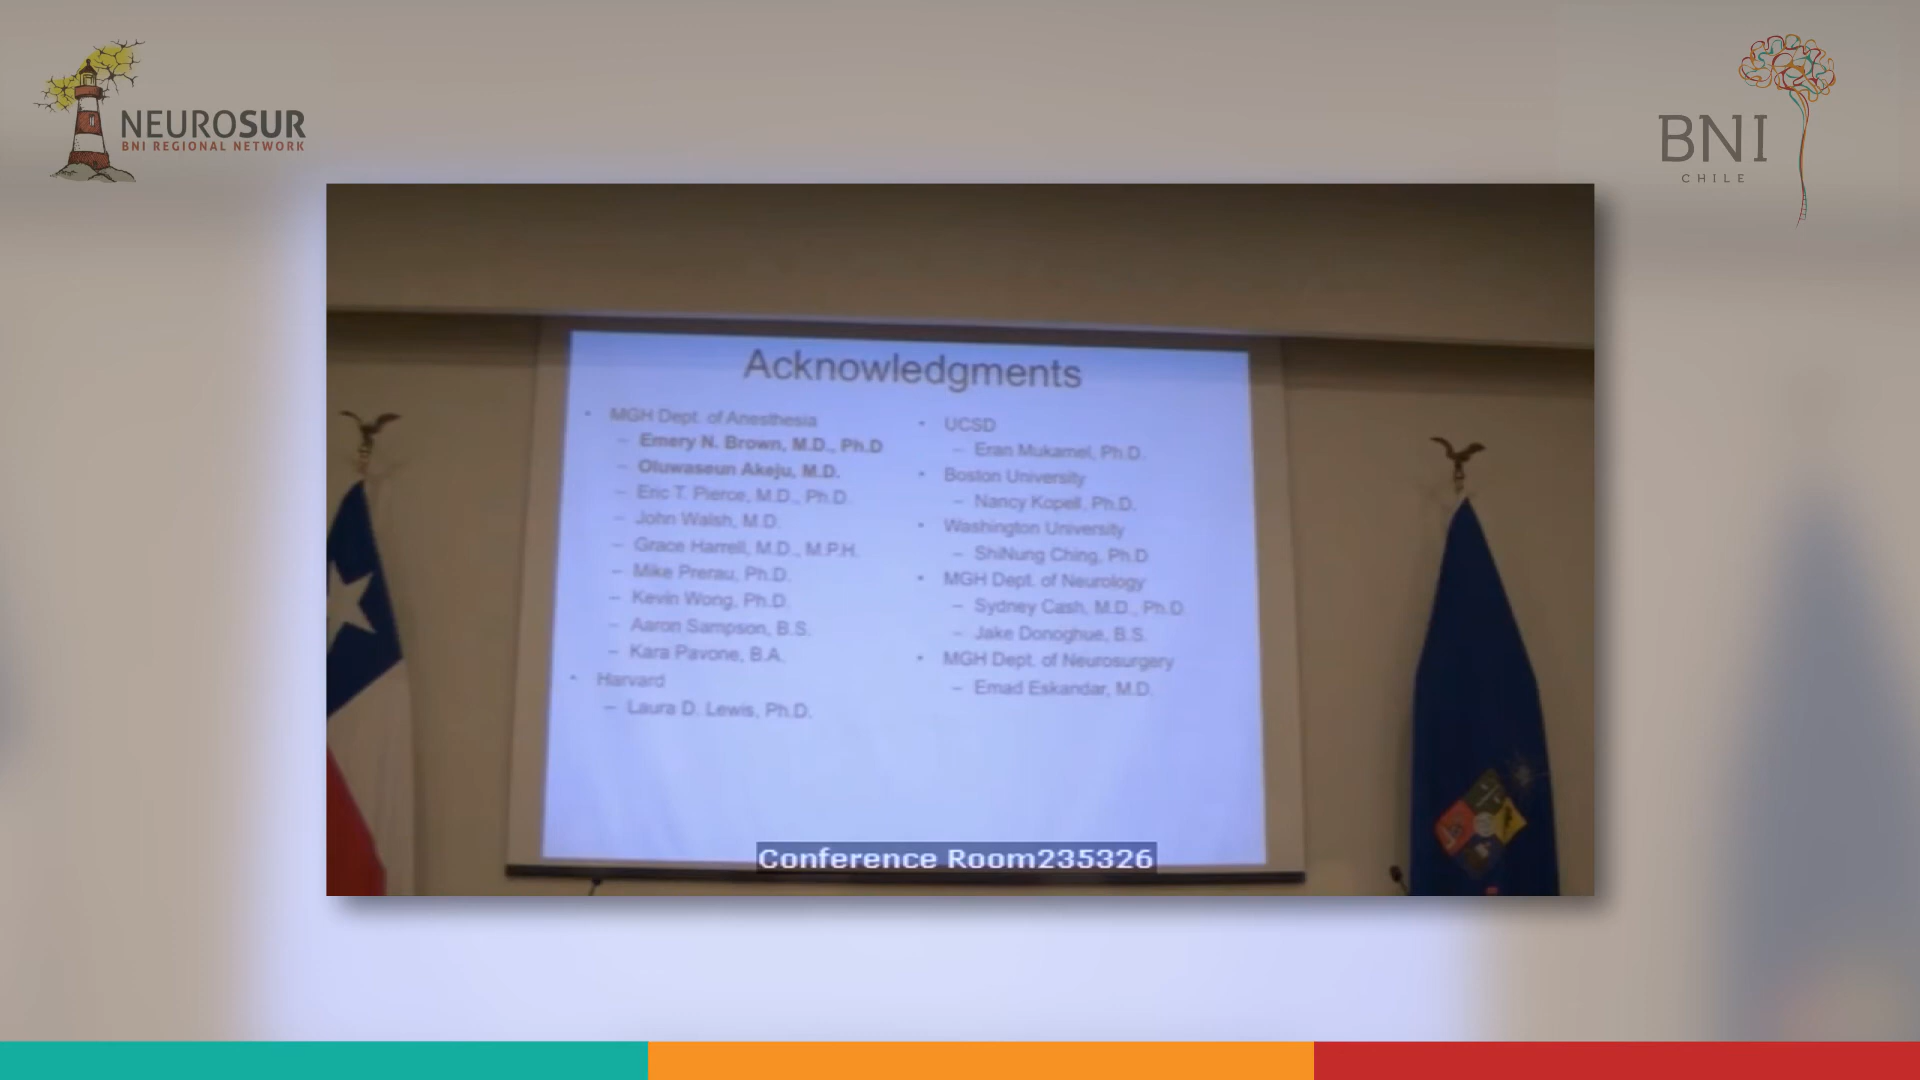 NEUROSUR
BNI REGIONAL NETWORK
BNI
CHILE
Acknowledgments
• MGH Dept. of Anesthesia
– Emery N. Brown, M.D., Ph.D
– Oluwaseun Akeju, M.D.
– Eric T. Pierce, M.D., Ph.D.
– John Walsh, M.D.
– Grace Harrell, M.D., M.P.H.
– Mike Prerau, Ph.D.
– Kevin Wong, Ph.D.
– Aaron Sampson, B.S.
– Kara Pavone, B.A.
• Harvard
– Laura D. Lewis, Ph.D.
• UCSD
– Eran Mukamel, Ph.D.
• Boston University
– Nancy Kopell, Ph.D.
• Washington University
– ShiNung Ching, Ph.D
• MGH Dept. of Neurology
– Sydney Cash, M.D., Ph.D
– Jake Donoghue, B.S.
• MGH Dept. of Neurosurgery
– Emad Eskandar, M.D.
Conference Room235326